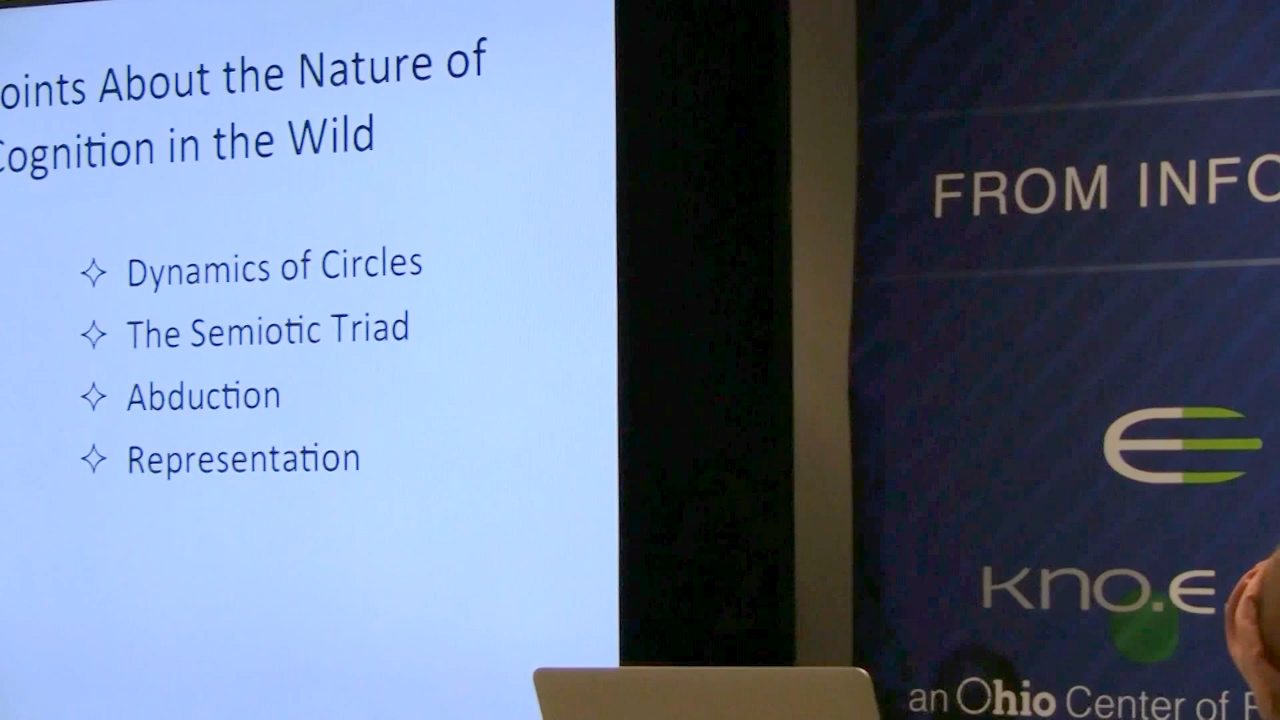 oints About the Nature of
Cognition in the Wild
Dynamics of Circles
The Semiotic Triad
Abduction
Representation
FROM INFO
kno.e
an Ohio Center of